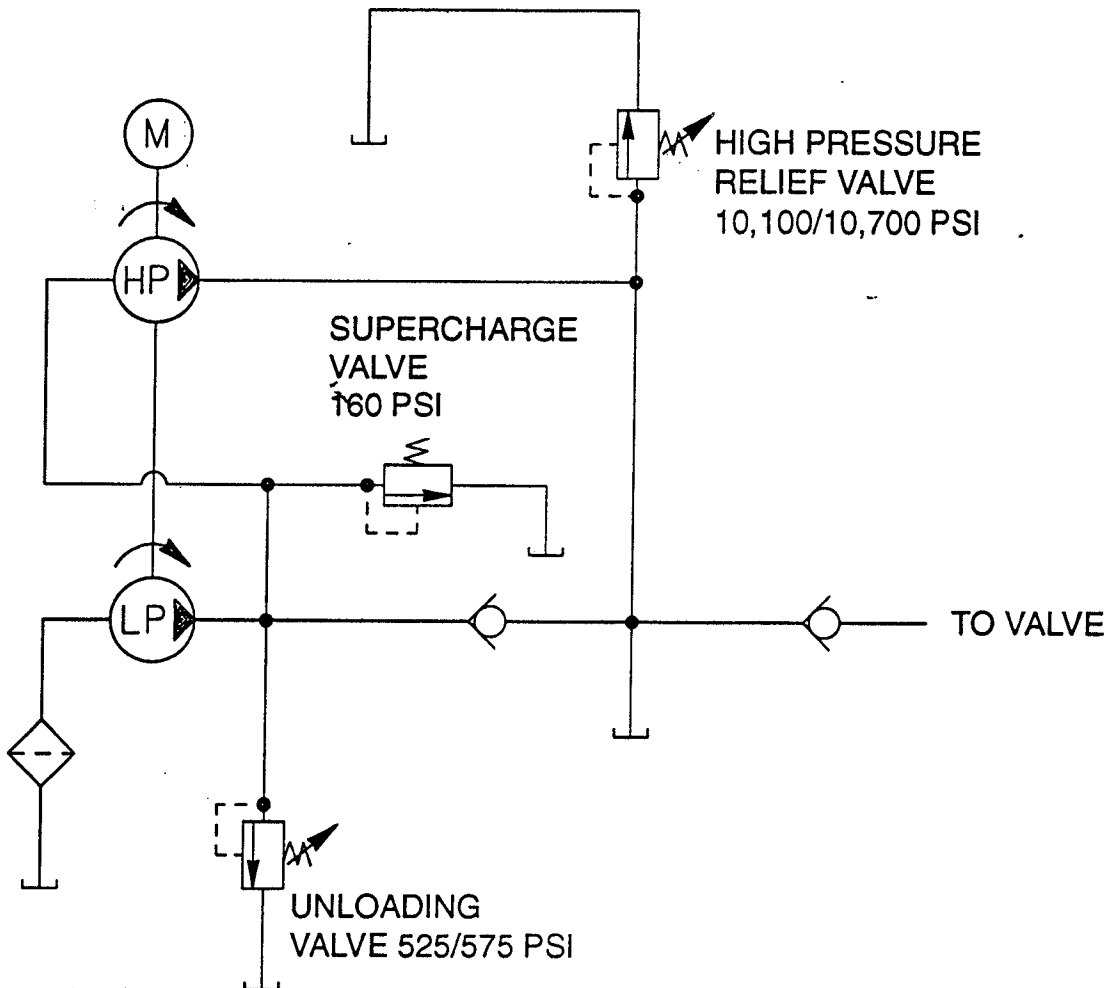 M
HIGH PRESSURE
RELIEF VALVE
10,100/10,700 PSI
HP
SUPERCHARGE
VALVE
160 PSI
LP
TO VALVE
UNLOADING
VALVE 525/575 PSI